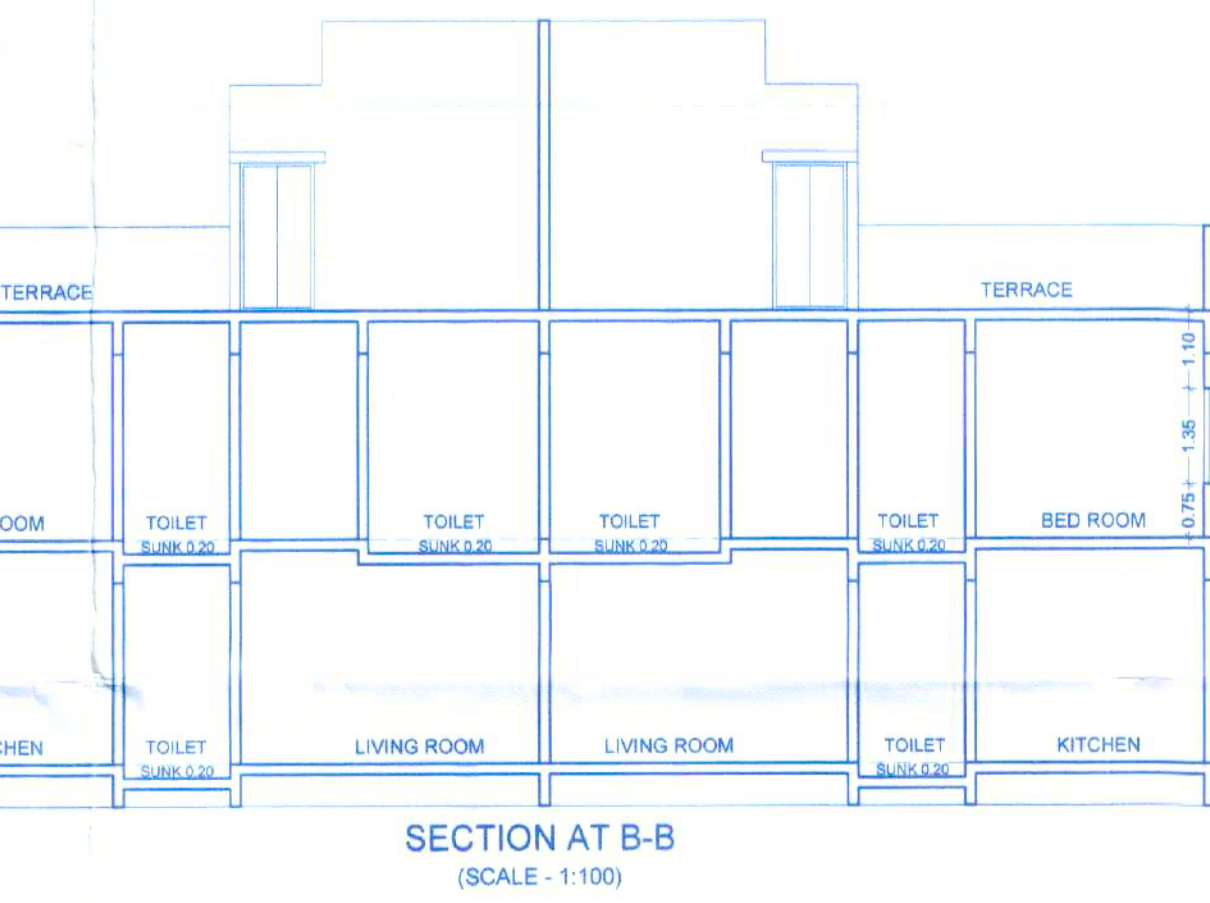 TERRACE
TERRACE
1.10
1.35
0.75
OOM
TOILET
SUNK 0.20
TOILET
SUNK 0.20
TOILET
SUNK 0.20
TOILET
SUNK 0.20
BED ROOM
CHEN
TOILET
SUNK 0.20
LIVING ROOM
LIVING ROOM
TOILET
SUNK 0.20
KITCHEN
SECTION AT B-B
(SCALE - 1:100)